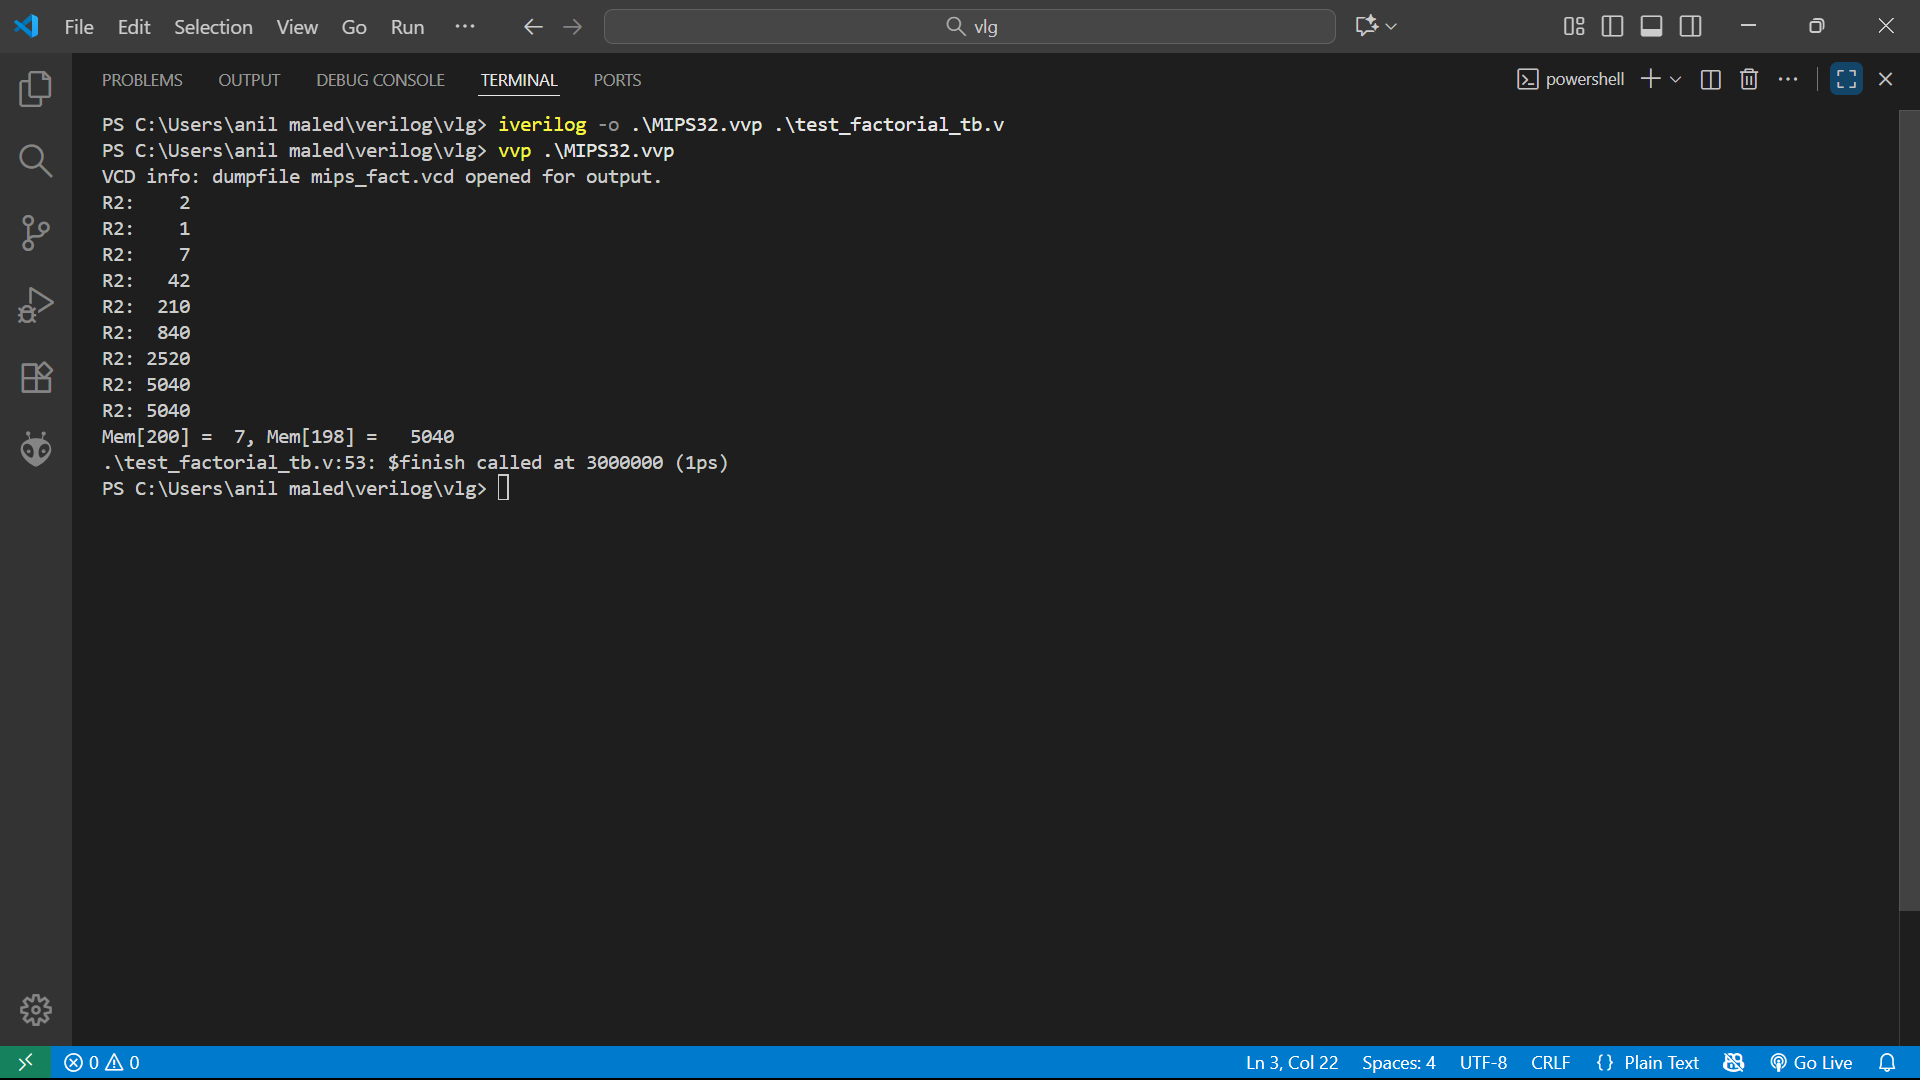 File Edit Selection View Go Run ··· vlg
PROBLEMS OUTPUT DEBUG CONSOLE TERMINAL PORTS powershell
PS C:\Users\anil maled\verilog\vlg> iverilog -o .\MIPS32.vvp .\test_factorial_tb.v
PS C:\Users\anil maled\verilog\vlg> vvp .\MIPS32.vvp
VCD info: dumpfile mips_fact.vcd opened for output.
R2:    2
R2:    1
R2:    7
R2:   42
R2:  210
R2:  840
R2: 2520
R2: 5040
R2: 5040
Mem[200] =  7, Mem[198] =   5040
.\test_factorial_tb.v:53: $finish called at 3000000 (1ps)
PS C:\Users\anil maled\verilog\vlg>
0 0 Ln 3, Col 22 Spaces: 4 UTF-8 CRLF {} Plain Text Go Live